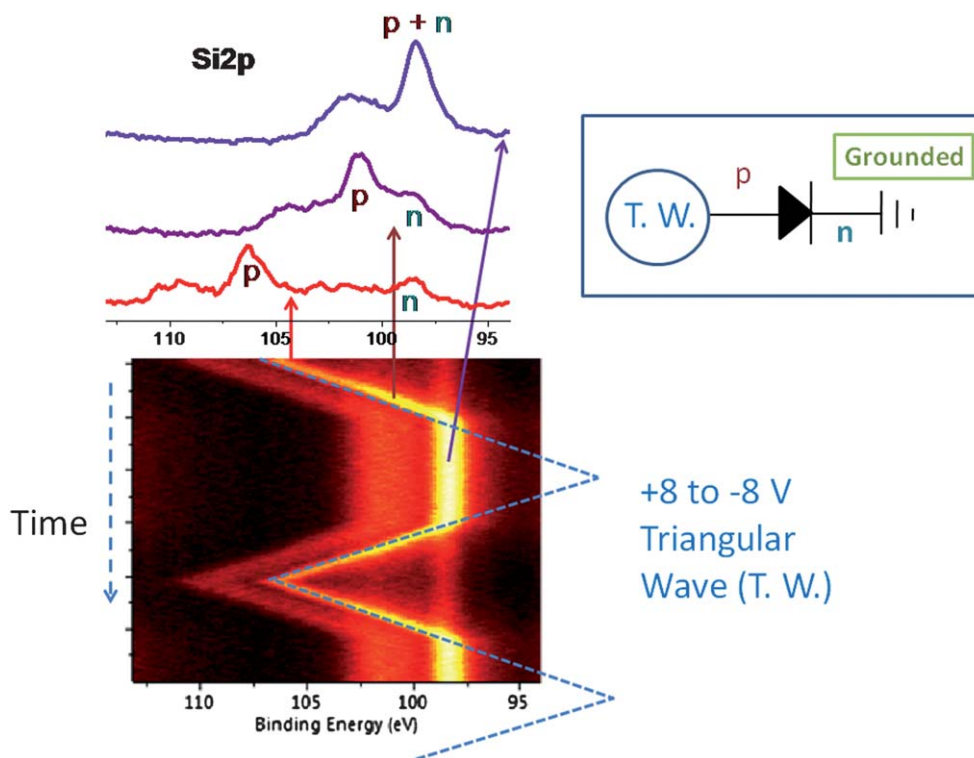 p + n
Si2p
p
n
p
n
110 105 100 95
Grounded
p
T. W.
n
Time
+8 to -8 V
Triangular
Wave (T. W.)
110 105 100 95
Binding Energy (eV)